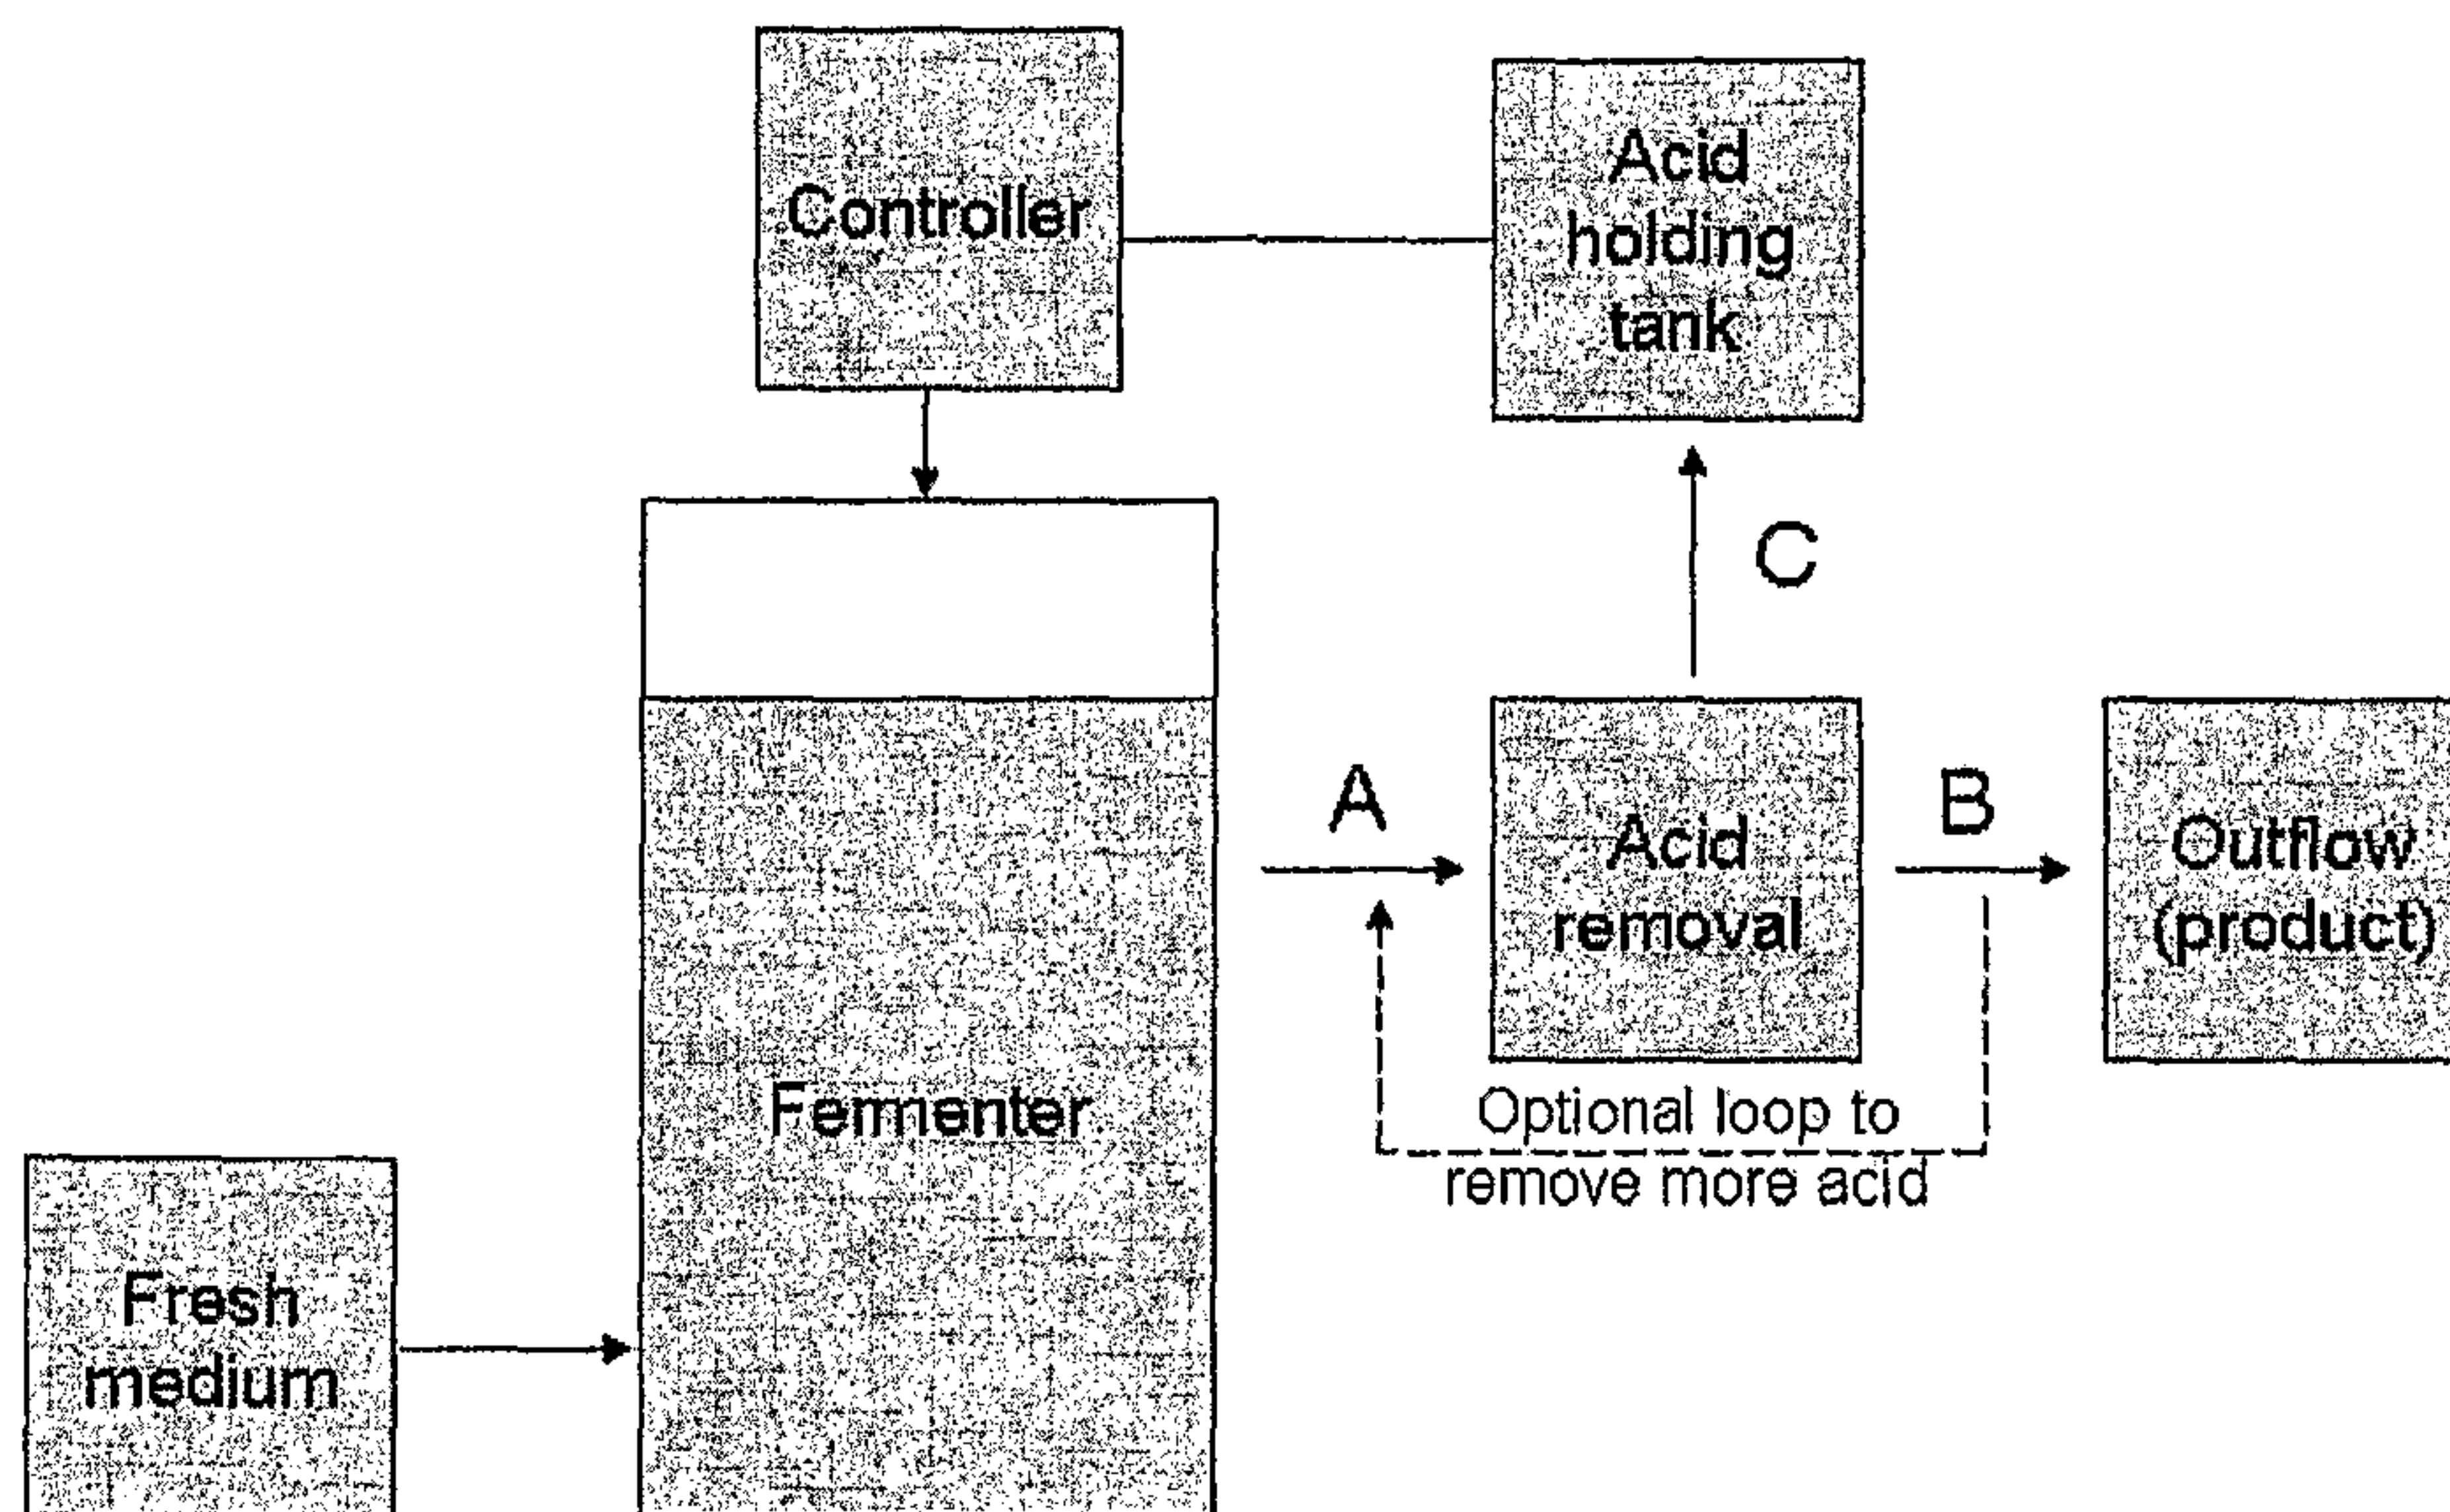 Controller
Acid
holding
tank
C
A
Acid
removal
B
Outflow
(product)
Optional loop to
remove more acid
Fermenter
Fresh
medium